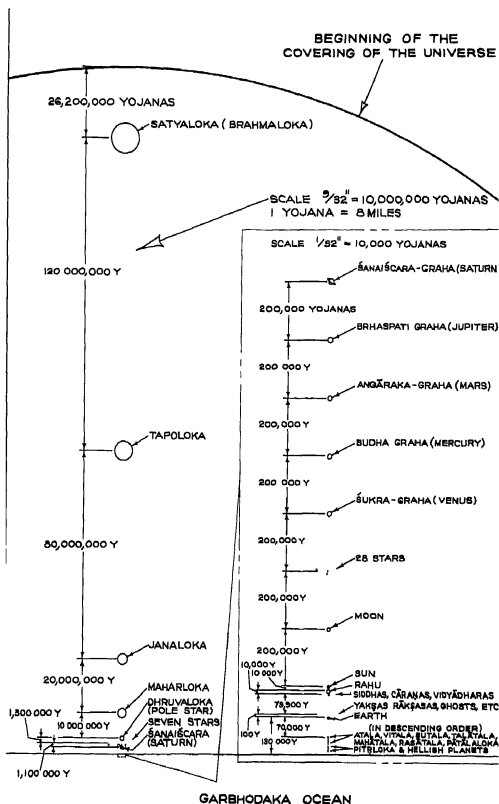 BEGINNING OF THE
COVERING OF THE UNIVERSE
26,200,000 YOJANAS
SATYALOKA (BRAHMALOKA)
SCALE 9/32" = 10,000,000 YOJANAS
1 YOJANA = 8 MILES
120 000,000 Y
TAPOLOKA
80,000,000 Y
JANALOKA
20,000,000 Y
MAHARLOKA
DHRUVALOKA
(POLE STAR)
1,300,000 Y
10 000,000 Y
SEVEN STARS
ŚANAIŚCARA
(SATURN)
1,100,000 Y
SCALE 1/32" = 10,000 YOJANAS
ŚANAIŚCARA-GRAHA (SATURN
200,000 YOJANAS
BRHASPATI GRAHA (JUPITER)
200 000 Y
ANGĀRAKA-GRAHA (MARS)
200,000 Y
BUDHA GRAHA (MERCURY)
200 000 Y
ŚUKRA-GRAHA (VENUS)
200,000 Y
28 STARS
200,000 Y
MOON
200,000 Y
SUN
10,000 Y
10 000 Y
RAHU
SIDDHAS, CĀRANAS, VIDYĀDHARAS
79,900 Y
YAKSAS RĀKSASAS, GHOSTS, ETC
100 Y
EARTH
70,000 Y
(IN DESCENDING ORDER)
ATALA, VITALA, SUTALA, TALĀTALA,
130 000 Y
MAHĀTALA, RASĀTALA, PĀTĀLALOKA
PITRLOKA & HELLISH PLANETS
GARBHODAKA OCEAN